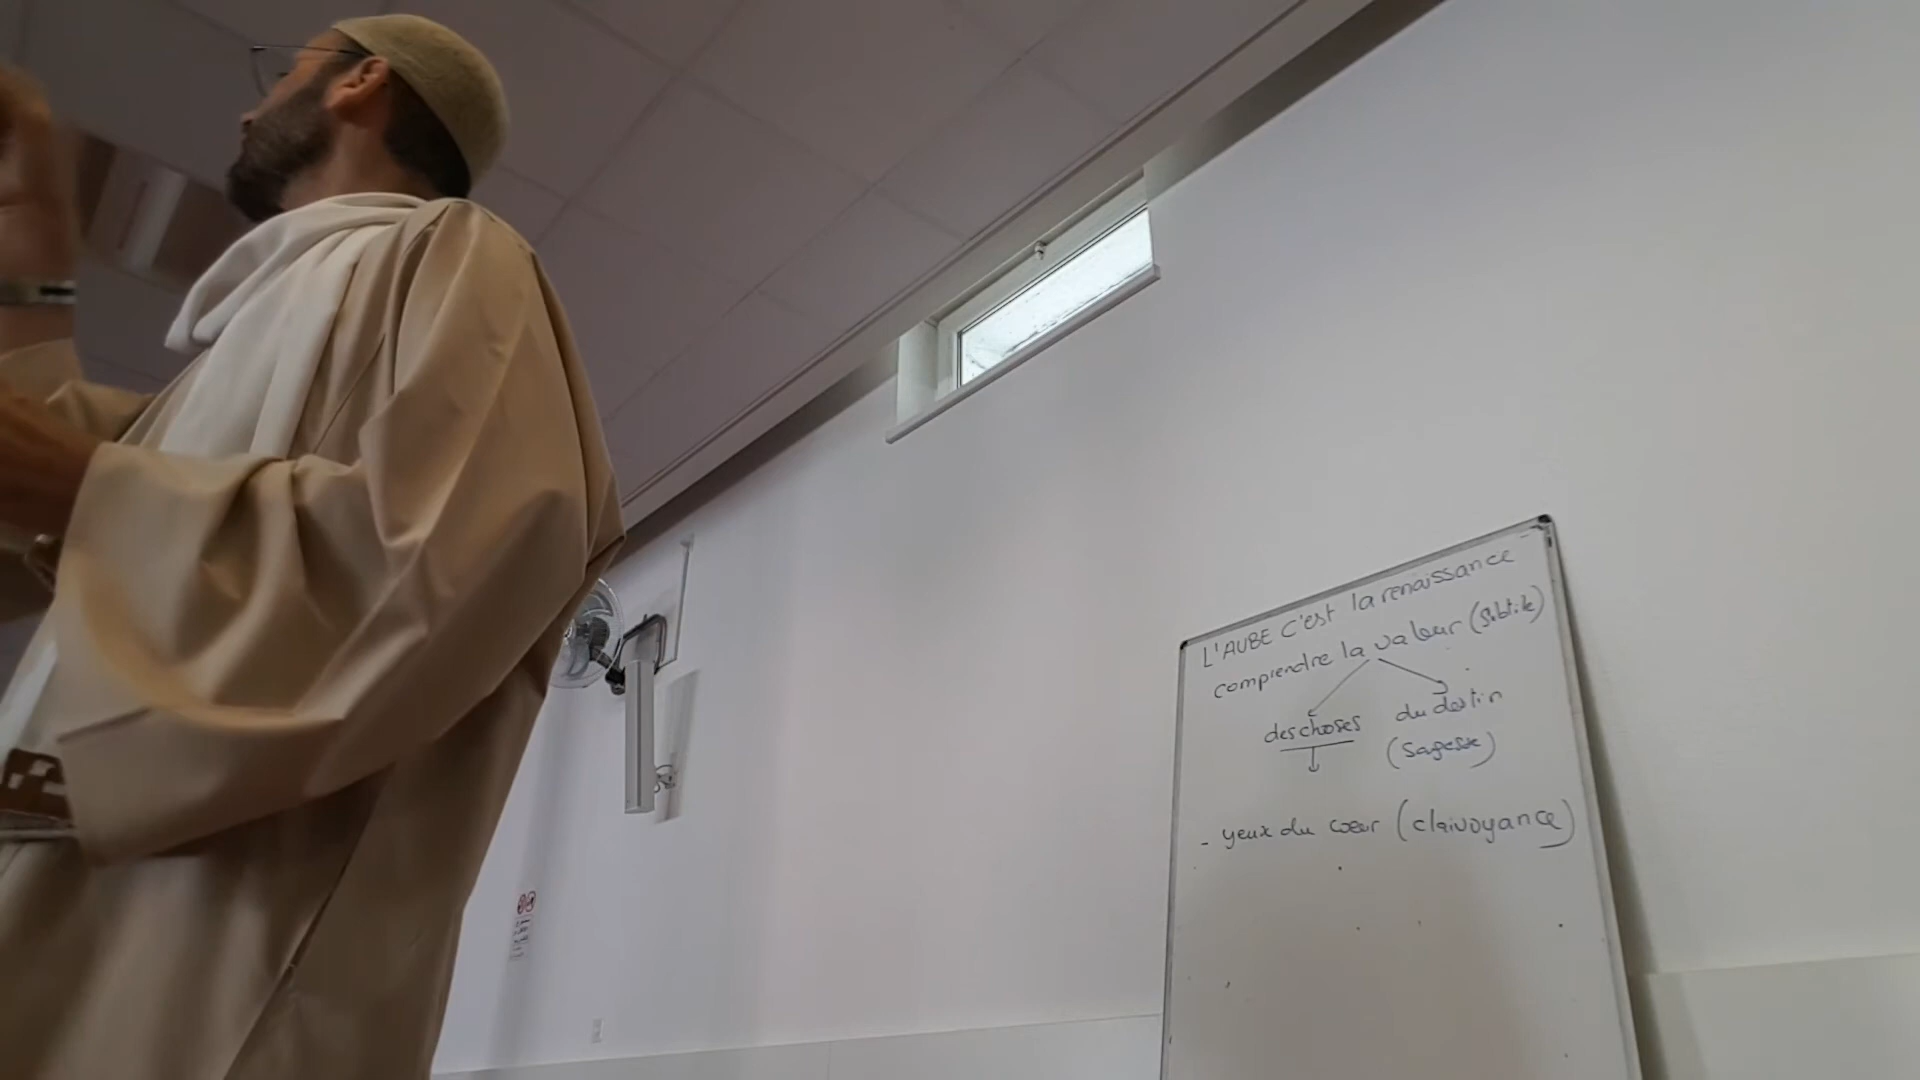 L'AUBE C'est la renaissance
comprendre la valeur (subtile)
des choses du destin
(Sagesse)
- yeux du coeur (clairvoyance)